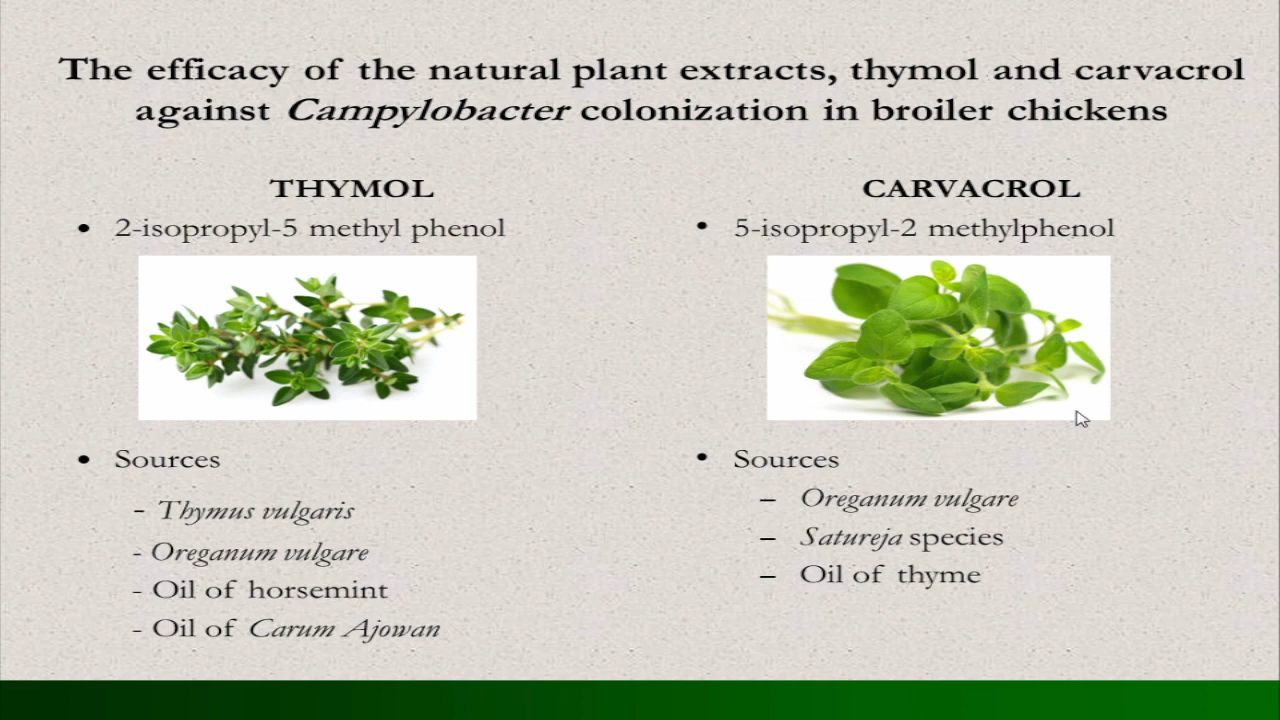 The efficacy of the natural plant extracts, thymol and carvacrol
against Campylobacter colonization in broiler chickens
THYMOL
• 2-isopropyl-5 methyl phenol
• Sources
- Thymus vulgaris
- Oreganum vulgare
- Oil of horsemint
- Oil of Carum Ajowan
CARVACROL
• 5-isopropyl-2 methylphenol
• Sources
– Oreganum vulgare
– Satureja species
– Oil of thyme